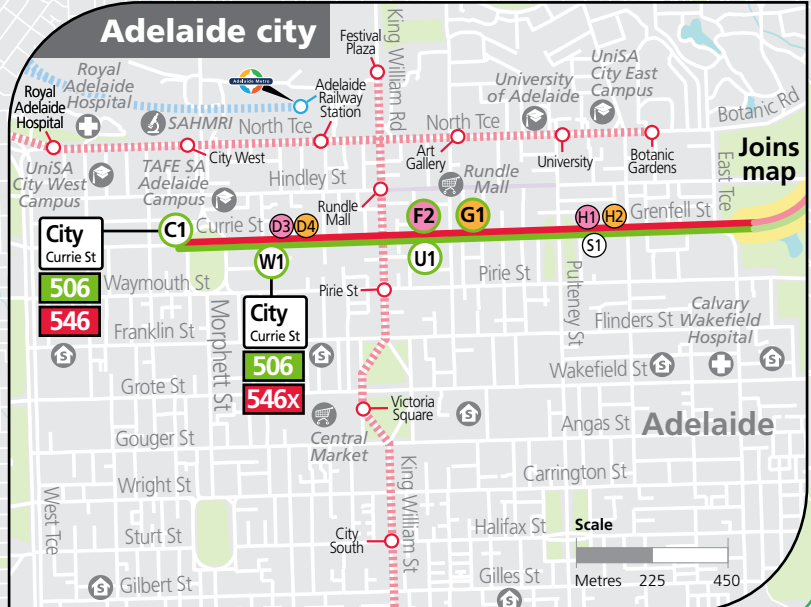 Adelaide city
Festival
Plaza
King William Rd
Royal
Adelaide
Hospital
Adelaide Metro
Adelaide
Railway
Station
University
of Adelaide
UniSA
City East
Campus
Botanic Rd
Royal
Adelaide
Hospital
SAHMRI
North Tce
North Tce
City West
Art
Gallery
University
Botanic
Gardens
East Tce
Joins
map
UniSA
City West
Campus
TAFE SA
Adelaide
Campus
Hindley St
Rundle
Mall
Rundle
Mall
City
Currie St
506
546
C1
Currie St
D3
D4
F2
G1
H1
H2
Grenfell St
W1
U1
S1
Waymouth St
Pirie St
Pirie St
Pulteney St
Morphett St
City
Currie St
506
546x
Franklin St
Flinders St
Calvary
Wakefield
Hospital
Wakefield St
Grote St
Victoria
Square
Central
Market
Angas St
Adelaide
Gouger St
Carrington St
Wright St
West Tce
King William St
Sturt St
City
South
Halifax St
Gilbert St
Gilles St
Scale
Metres 225 450
S
S
S
S
S
S
S